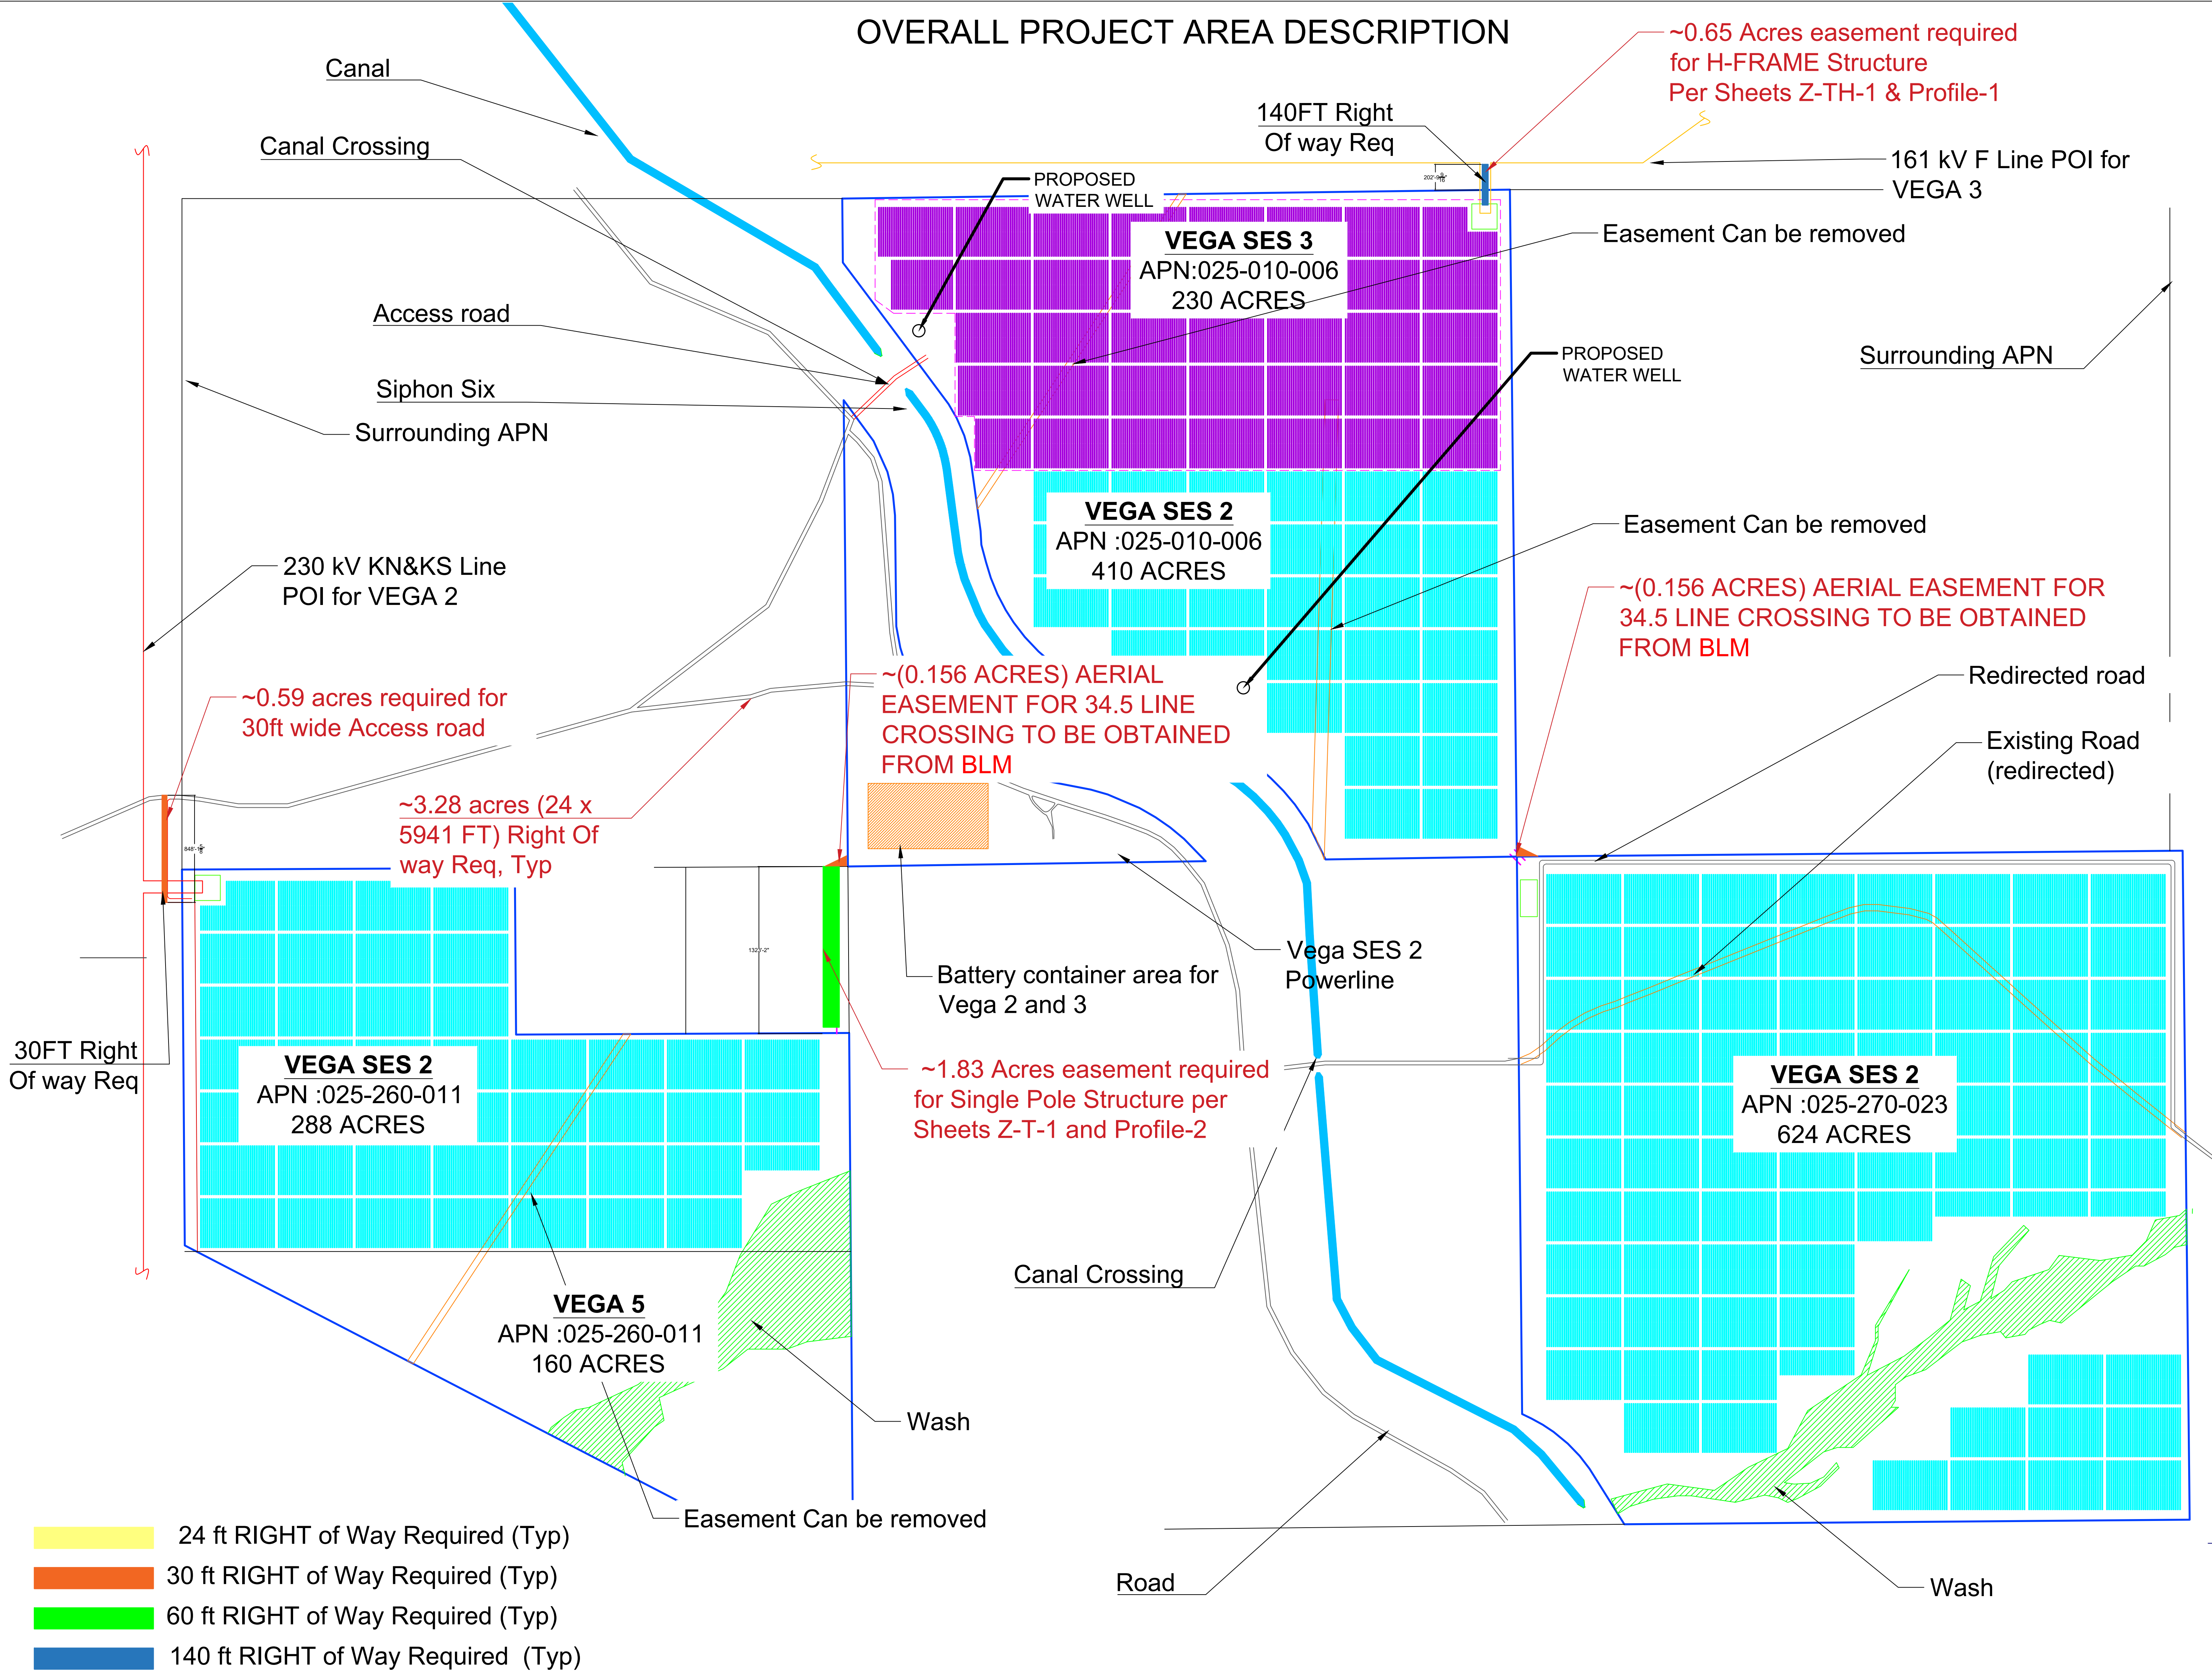 OVERALL PROJECT AREA DESCRIPTION
~0.65 Acres easement required
for H-FRAME Structure
Per Sheets Z-TH-1 & Profile-1
Canal
140FT Right
Of way Req
Canal Crossing
161 kV F Line POI for
VEGA 3
PROPOSED
WATER WELL
VEGA SES 3
APN:025-010-006
230 ACRES
Easement Can be removed
Access road
PROPOSED
WATER WELL
Surrounding APN
Siphon Six
Surrounding APN
VEGA SES 2
APN :025-010-006
410 ACRES
Easement Can be removed
230 kV KN&KS Line
POI for VEGA 2
~(0.156 ACRES) AERIAL EASEMENT FOR
34.5 LINE CROSSING TO BE OBTAINED
FROM BLM
~(0.156 ACRES) AERIAL
EASEMENT FOR 34.5 LINE
CROSSING TO BE OBTAINED
FROM BLM
Redirected road
~0.59 acres required for
30ft wide Access road
Existing Road
(redirected)
~3.28 acres (24 x
5941 FT) Right Of
way Req, Typ
Vega SES 2
Powerline
Battery container area for
Vega 2 and 3
30FT Right
Of way Req
VEGA SES 2
APN :025-260-011
288 ACRES
~1.83 Acres easement required
for Single Pole Structure per
Sheets Z-T-1 and Profile-2
VEGA SES 2
APN :025-270-023
624 ACRES
Canal Crossing
VEGA 5
APN :025-260-011
160 ACRES
Wash
Easement Can be removed
Road
Wash
24 ft RIGHT of Way Required (Typ)
30 ft RIGHT of Way Required (Typ)
60 ft RIGHT of Way Required (Typ)
140 ft RIGHT of Way Required (Typ)